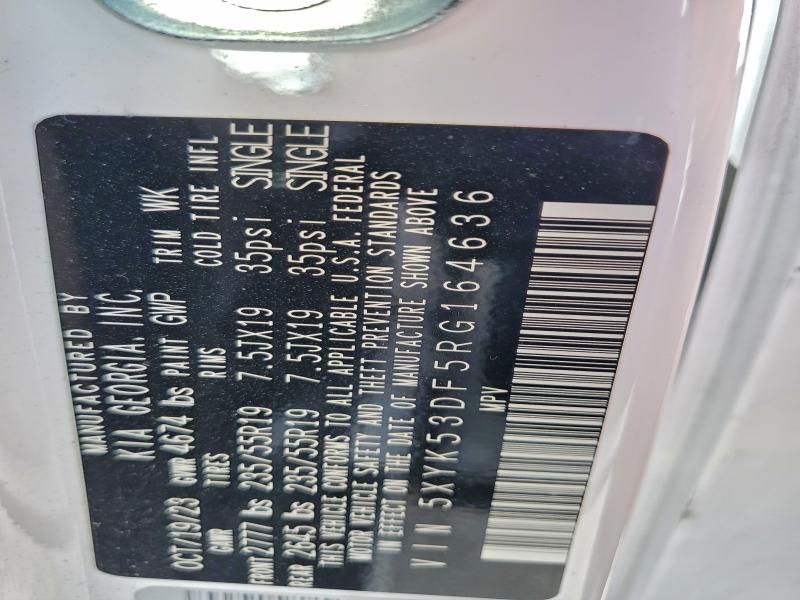 MANUFACTURED BY
KIA GEORGIA. INC.
OCT/19/23 GVWR 4674 lbs PAINT GWP TRIM WK
GAWR TIRES RIMS COLD TIRE INFL
FRONT 2777 lbs 235/55R19 7.5JX19 35psi SINGLE
REAR 2645 lbs 235/55R19 7.5JX19 35psi SINGLE
THIS VEHICLE CONFORMS TO ALL APPLICABLE U.S.A. FEDERAL
MOTOR VEHICLE SAFETY AND THEFT PREVENTION STANDARDS
IN EFFECT ON THE DATE OF MANUFACTURE SHOWN ABOVE
VIN 5XYK53DF5RG164636
MPV